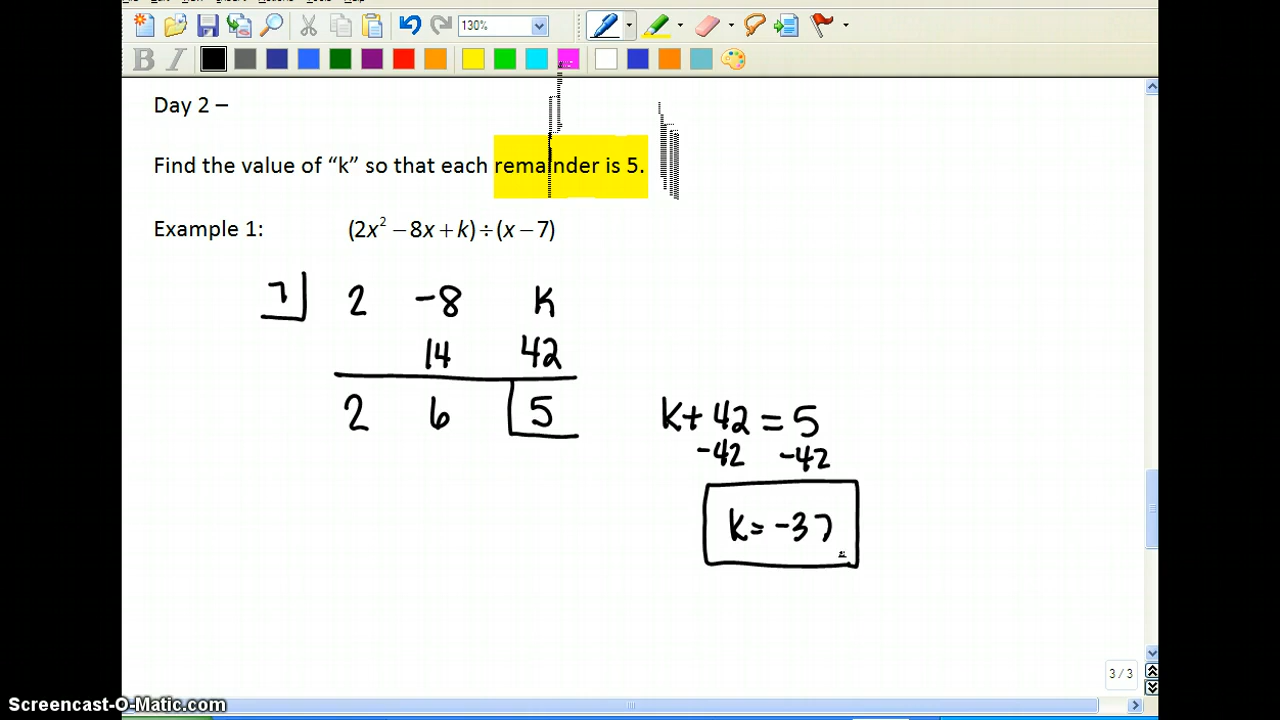 130%
B I
Day 2 –
Find the value of “k” so that each remainder is 5.
Example 1: (2x² – 8x + k) ÷ (x – 7)
7 2 -8 K
14 42
2 6 5
K + 42 = 5
-42 -42
K = -37
3 / 3
Screencast-O-Matic.com